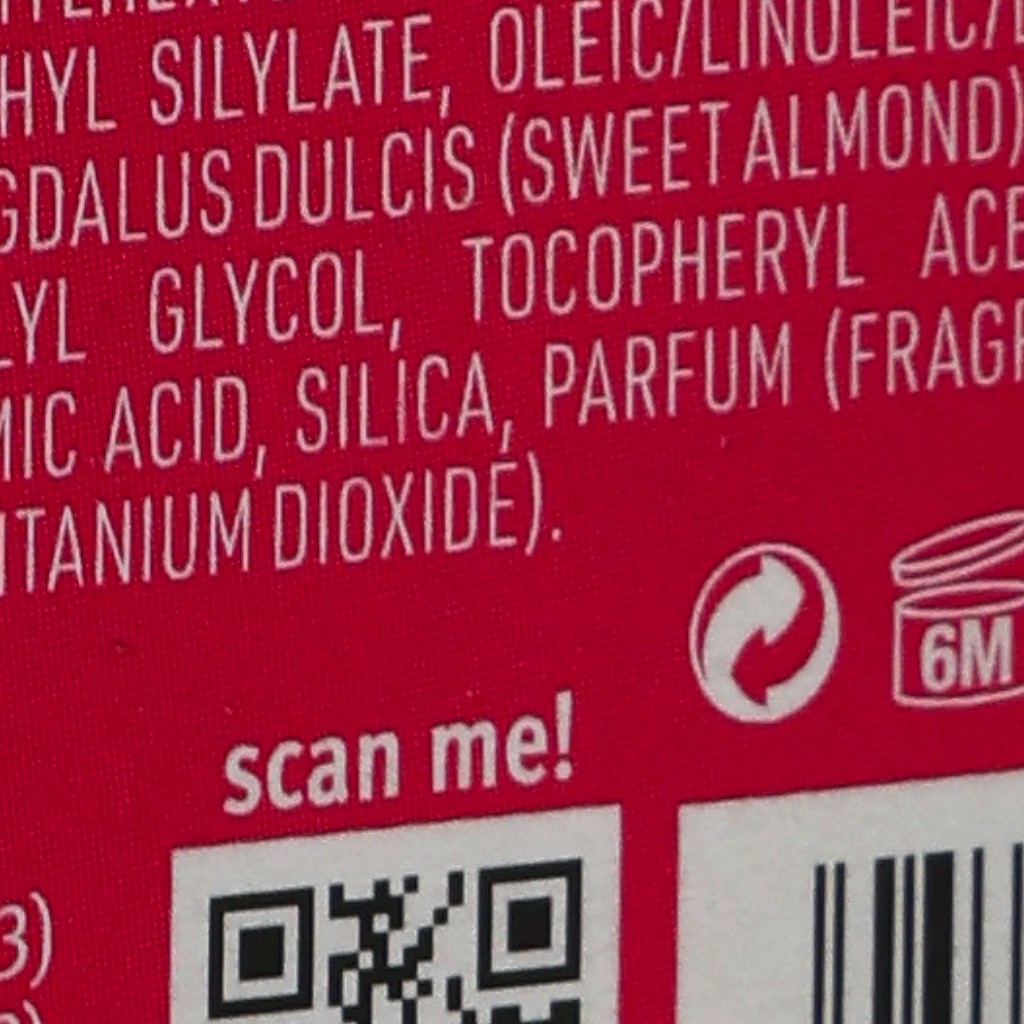 HYL SILYLATE, OLEIC/LINOLEIC/
GDALUS DULCIS (SWEET ALMOND)
LYL GLYCOL, TOCOPHERYL ACE
MIC ACID, SILICA, PARFUM (FRAGR
ITANIUM DIOXIDE).
6M
scan me!
3)